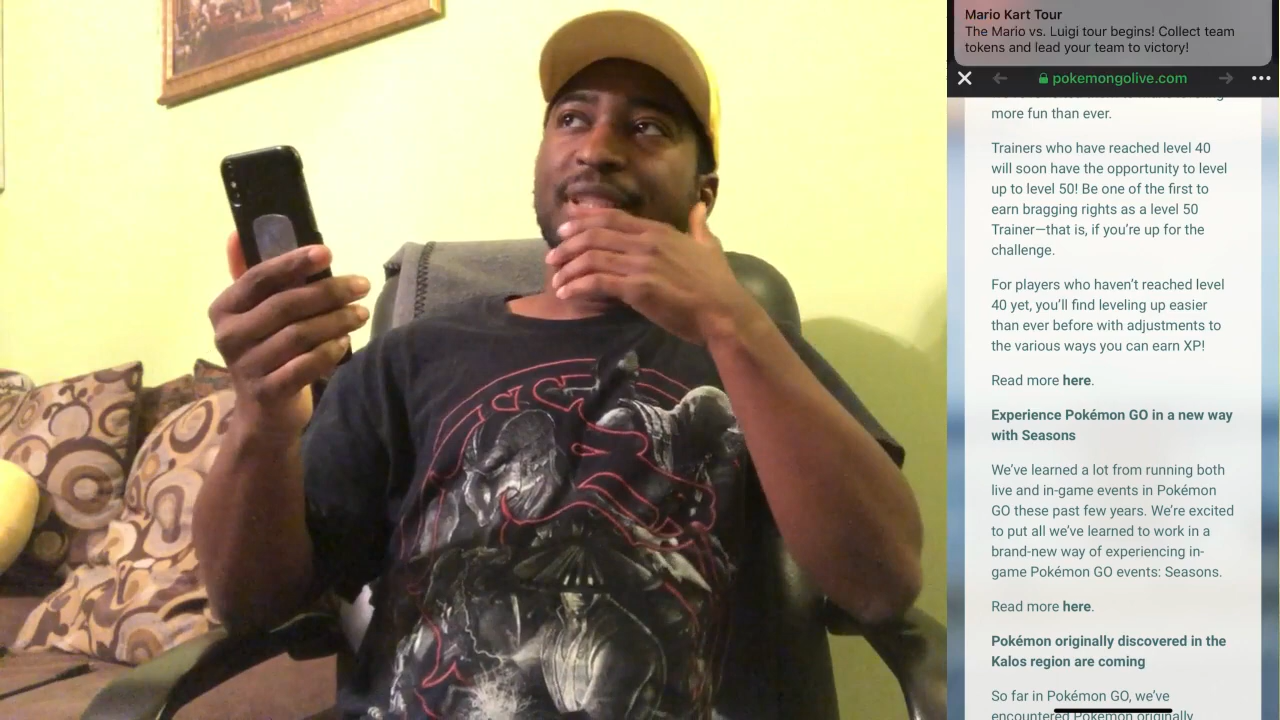 Mario Kart Tour
The Mario vs. Luigi tour begins! Collect team
tokens and lead your team to victory!
pokemongolive.com
more fun than ever.
Trainers who have reached level 40
will soon have the opportunity to level
up to level 50! Be one of the first to
earn bragging rights as a level 50
Trainer—that is, if you’re up for the
challenge.
For players who haven’t reached level
40 yet, you’ll find leveling up easier
than ever before with adjustments to
the various ways you can earn XP!
Read more here.
Experience Pokémon GO in a new way
with Seasons
We’ve learned a lot from running both
live and in-game events in Pokémon
GO these past few years. We’re excited
to put all we’ve learned to work in a
brand-new way of experiencing in-
game Pokémon GO events: Seasons.
Read more here.
Pokémon originally discovered in the
Kalos region are coming
So far in Pokémon GO, we’ve
encountered Pokémon originally